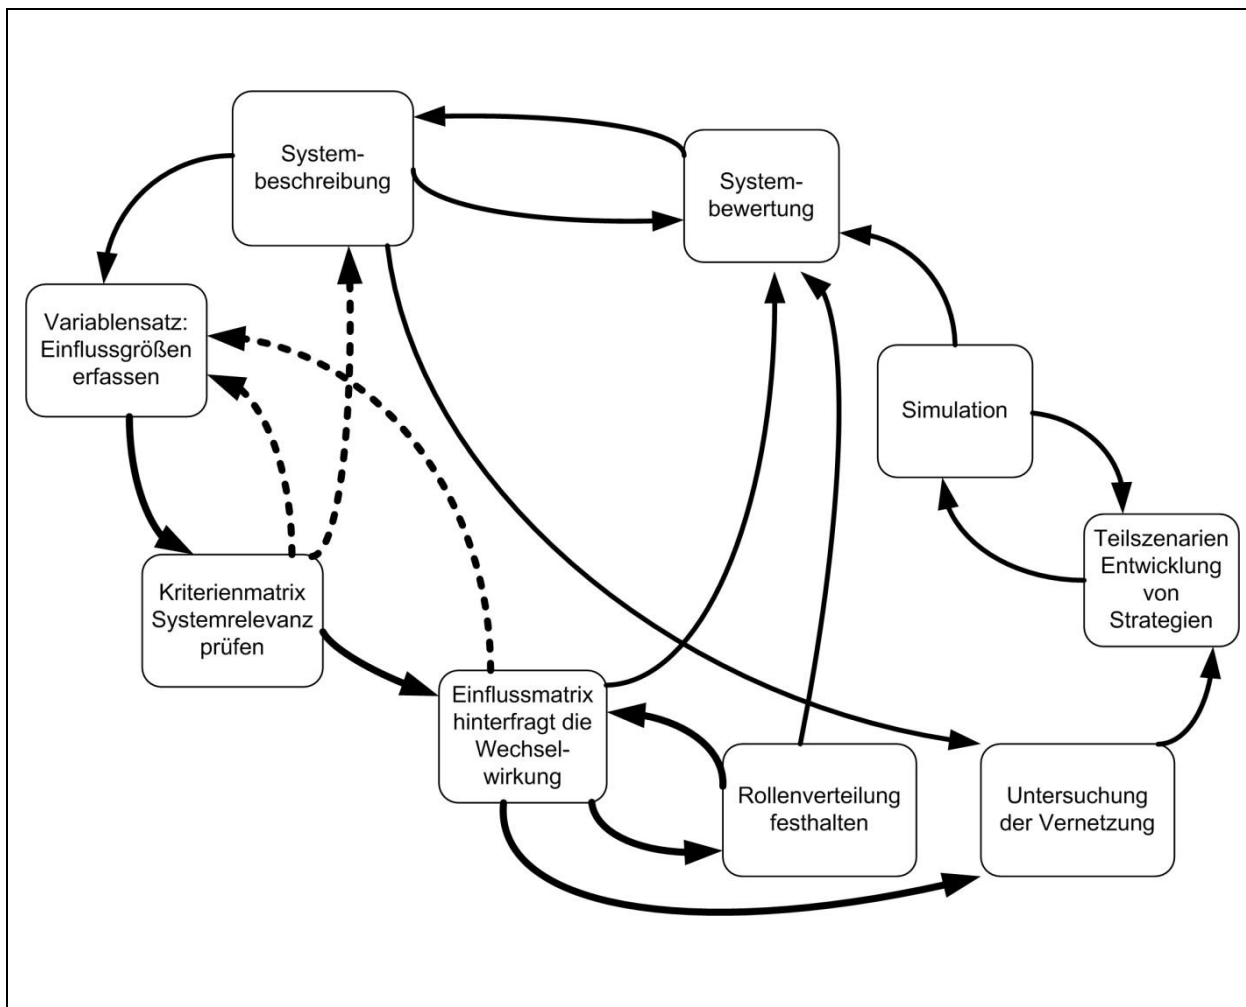 System-
beschreibung
System-
bewertung
Variablensatz:
Einflussgrößen
erfassen
Simulation
Teilszenarien
Entwicklung
von
Strategien
Kriterienmatrix
Systemrelevanz
prüfen
Einflussmatrix
hinterfragt die
Wechsel-
wirkung
Rollenverteilung
festhalten
Untersuchung
der Vernetzung